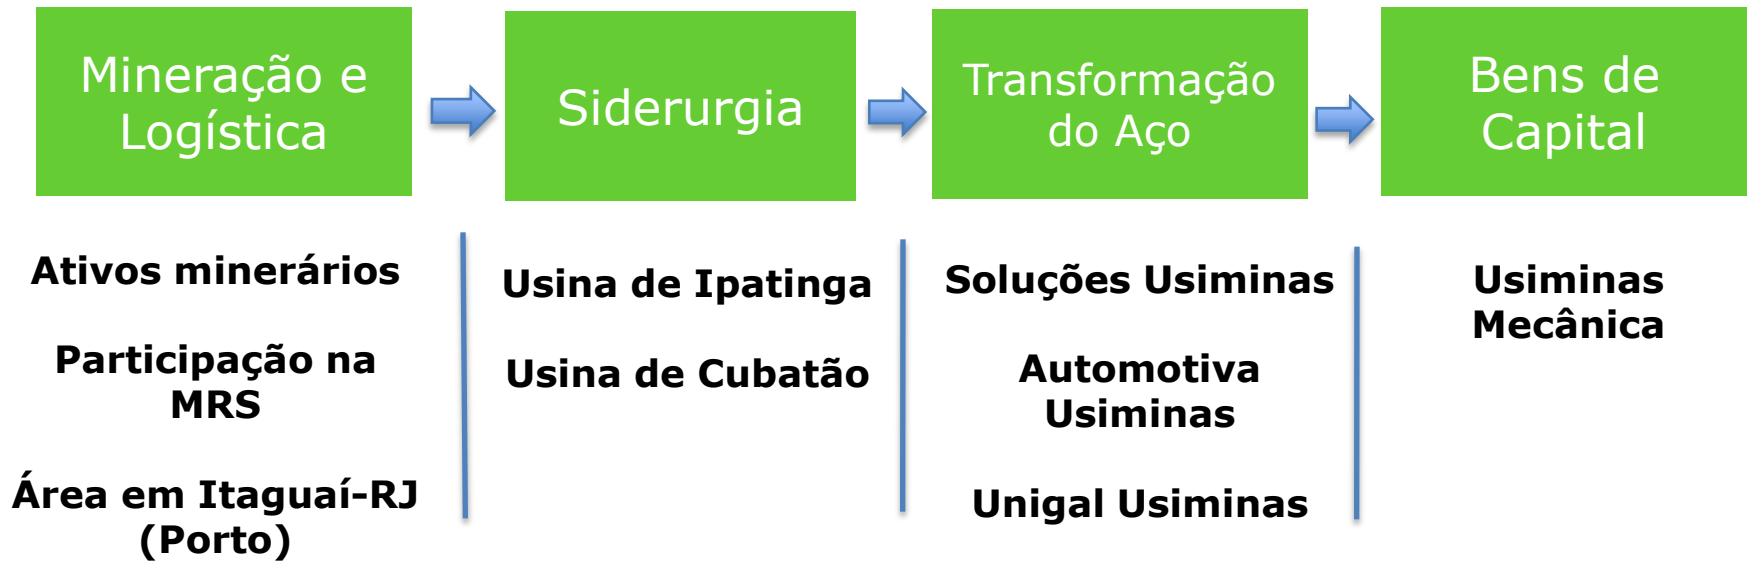 Mineração e
Logística
Siderurgia
Transformação
do Aço
Bens de
Capital
Ativos minerários
Participação na
MRS
Área em Itaguaí-RJ
(Porto)
Usina de Ipatinga
Usina de Cubatão
Soluções Usiminas
Automotiva
Usiminas
Unigal Usiminas
Usiminas
Mecânica